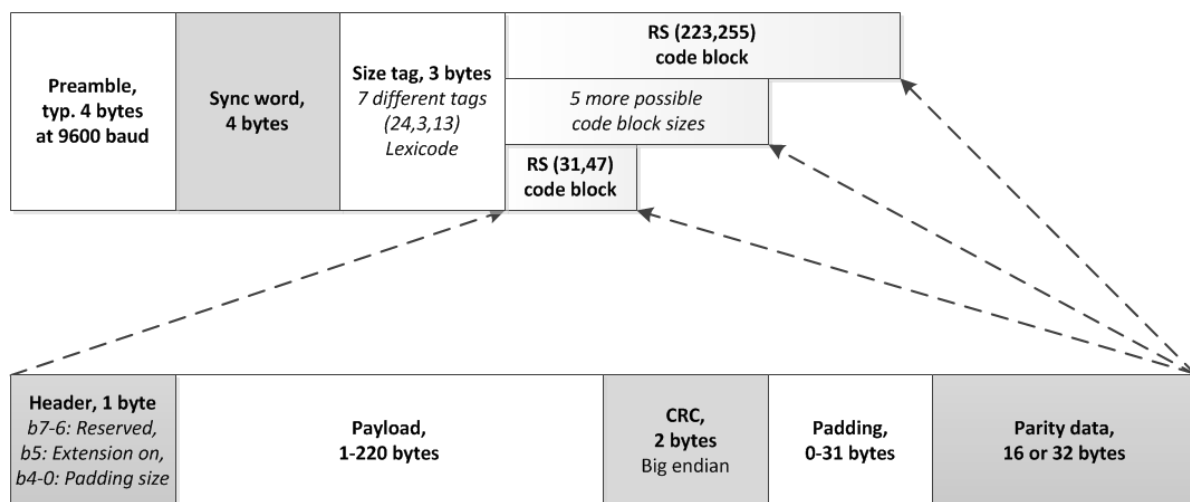 Preamble,
typ. 4 bytes
at 9600 baud
Sync word,
4 bytes
Size tag, 3 bytes
7 different tags
(24,3,13)
Lexicode
RS (223,255)
code block
5 more possible
code block sizes
RS (31,47)
code block
Header, 1 byte
b7-6: Reserved,
b5: Extension on,
b4-0: Padding size
Payload,
1-220 bytes
CRC,
2 bytes
Big endian
Padding,
0-31 bytes
Parity data,
16 or 32 bytes